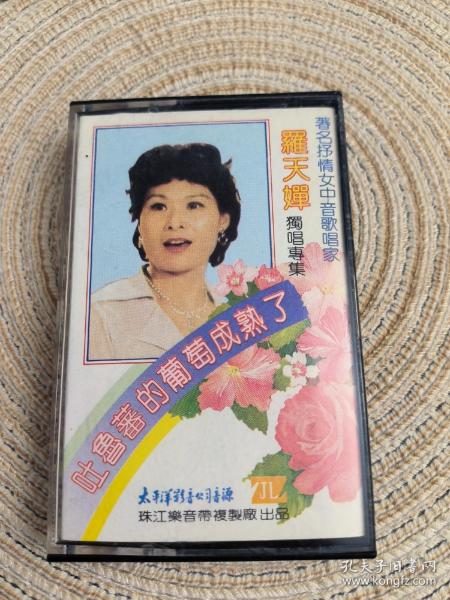 著名抒情女中音歌唱家
羅天嬋
獨唱專集
吐魯蕃的葡萄成熟了
太平洋影音公司音源
JL
珠江樂音帶複製廠出品
孔夫子旧书网
www.kongfz.com